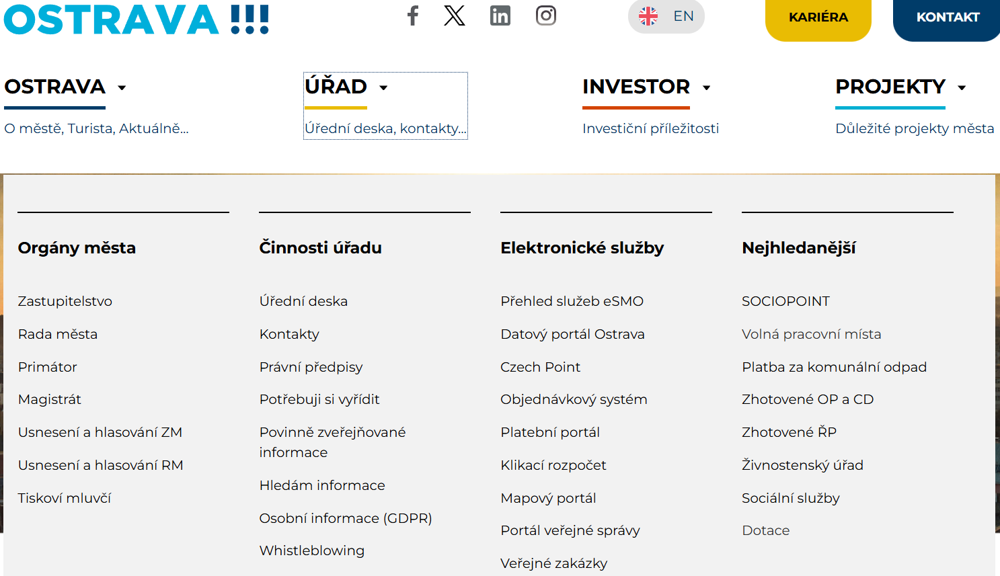 OSTRAVA !!!
EN
KARIÉRA
KONTAKT
OSTRAVA
O městě, Turista, Aktuálně...
ÚŘAD
Úřední deska, kontakty...
INVESTOR
Investiční příležitosti
PROJEKTY
Důležité projekty města
Orgány města
Zastupitelstvo
Rada města
Primátor
Magistrát
Usnesení a hlasování ZM
Usnesení a hlasování RM
Tiskoví mluvčí
Činnosti úřadu
Úřední deska
Kontakty
Právní předpisy
Potřebuji si vyřídit
Povinně zveřejňované
informace
Hledám informace
Osobní informace (GDPR)
Whistleblowing
Elektronické služby
Přehled služeb eSMO
Datový portál Ostrava
Czech Point
Objednávkový systém
Platební portál
Klikací rozpočet
Mapový portál
Portál veřejné správy
Veřejné zakázky
Nejhledanější
SOCIOPOINT
Volná pracovní místa
Platba za komunální odpad
Zhotovené OP a CD
Zhotovené ŘP
Živnostenský úřad
Sociální služby
Dotace